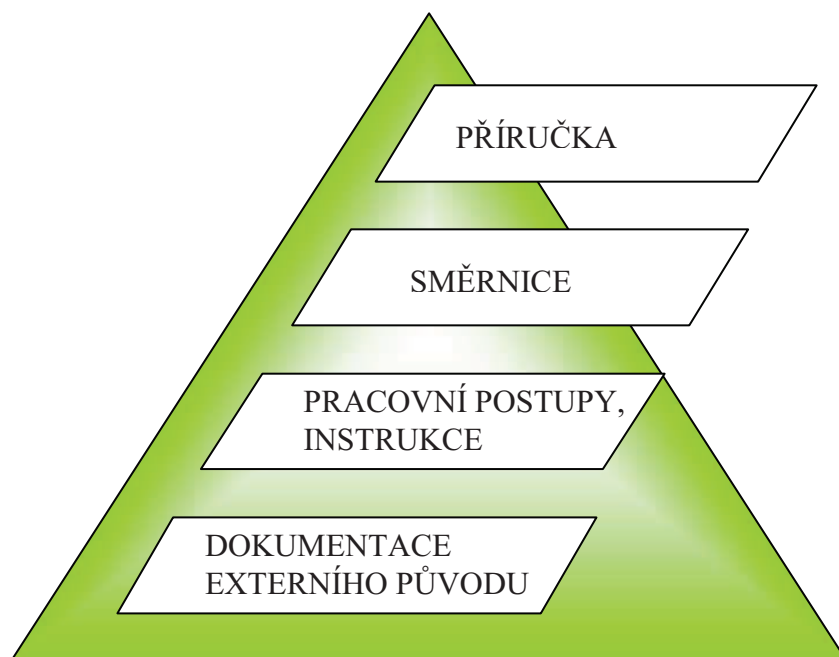 PŘÍRUČKA
SMĚRNICE
PRACOVNÍ POSTUPY,
INSTRUKCE
DOKUMENTACE
EXTERNÍHO PŮVODU